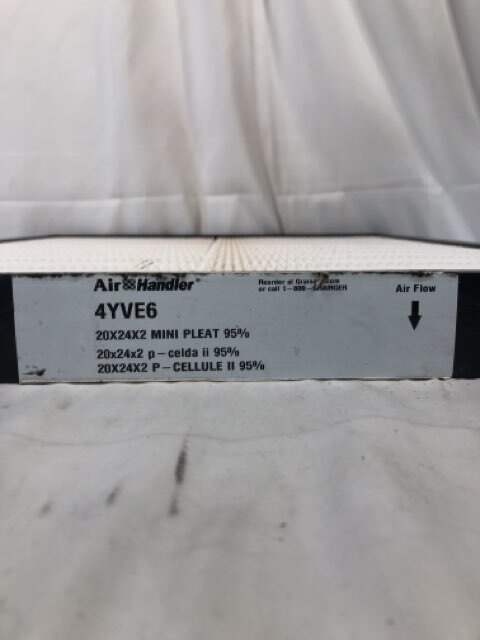 Air Handler®
Reorder at Grainger.com
or call 1-800-GRAINGER
Air Flow
4YVE6
20X24X2 MINI PLEAT 95%
20x24x2 p-celda ii 95%
20X24X2 P-CELLULE II 95%